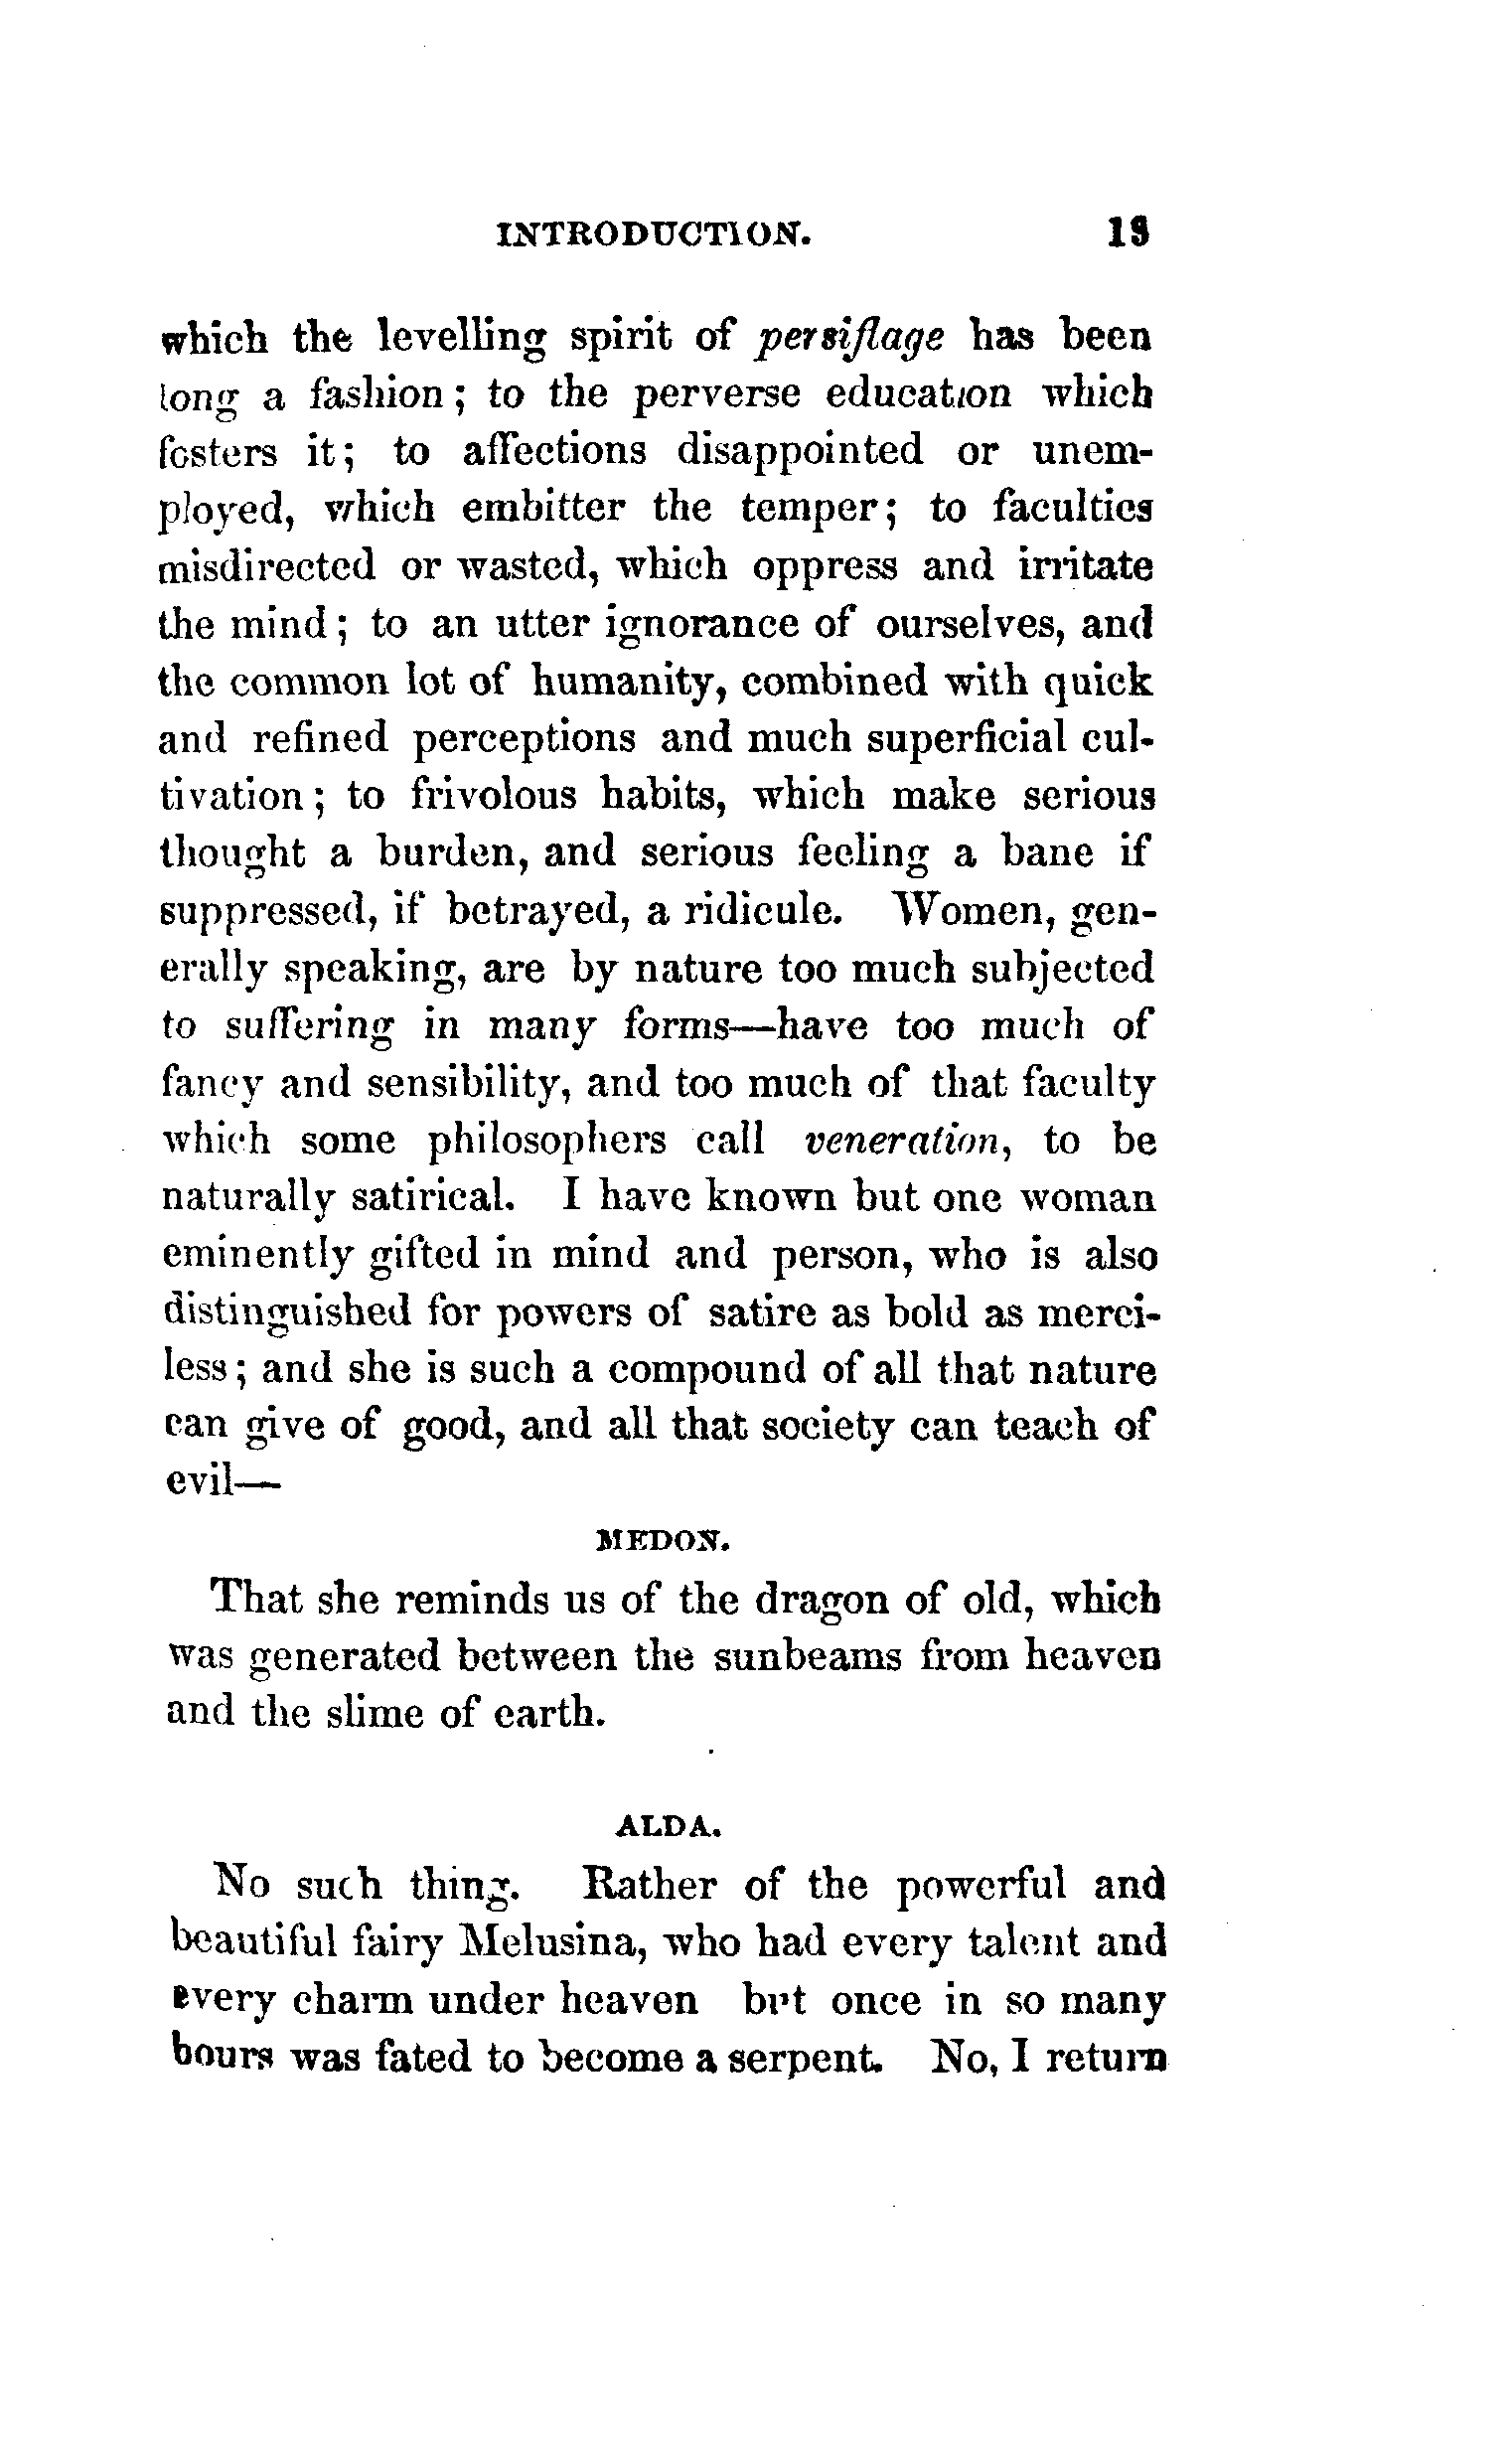 INTRODUCTION. 13
which the levelling spirit of persiflage has been
long a fashion; to the perverse education which
fosters it; to affections disappointed or unem-
ployed, which embitter the temper; to faculties
misdirected or wasted, which oppress and irritate
the mind; to an utter ignorance of ourselves, and
the common lot of humanity, combined with quick
and refined perceptions and much superficial cul-
tivation; to frivolous habits, which make serious
thought a burden, and serious feeling a bane if
suppressed, if betrayed, a ridicule. Women, gen-
erally speaking, are by nature too much subjected
to suffering in many forms—have too much of
fancy and sensibility, and too much of that faculty
which some philosophers call veneration, to be
naturally satirical. I have known but one woman
eminently gifted in mind and person, who is also
distinguished for powers of satire as bold as merci-
less; and she is such a compound of all that nature
can give of good, and all that society can teach of
evil—
MEDON.
That she reminds us of the dragon of old, which
was generated between the sunbeams from heaven
and the slime of earth.
ALDA.
No such thing. Rather of the powerful and
beautiful fairy Melusina, who had every talent and
every charm under heaven but once in so many
hours was fated to become a serpent. No, I return